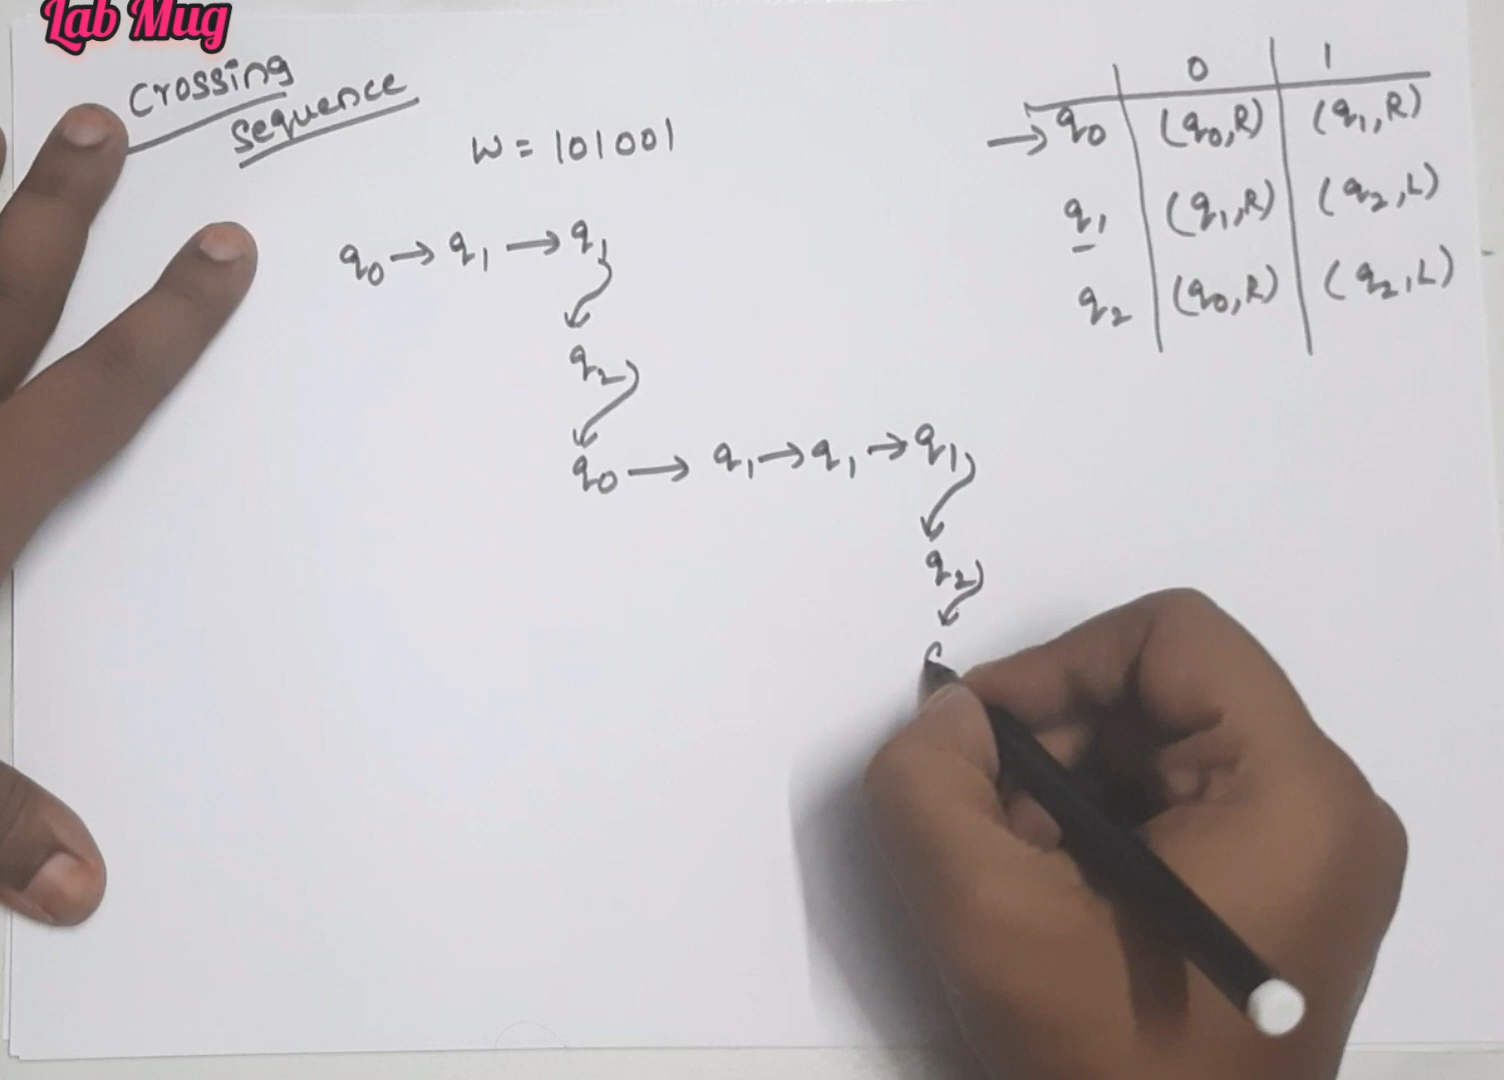 Lab Mug
Crossing
Sequence
W = 101001
0 1
→ q0 (q0,R) (q1,R)
q1 (q1,R) (q2,L)
q2 (q0,R) (q2,L)
q0 → q1 → q1
q2
q0 → q1 → q1 → q1
q2